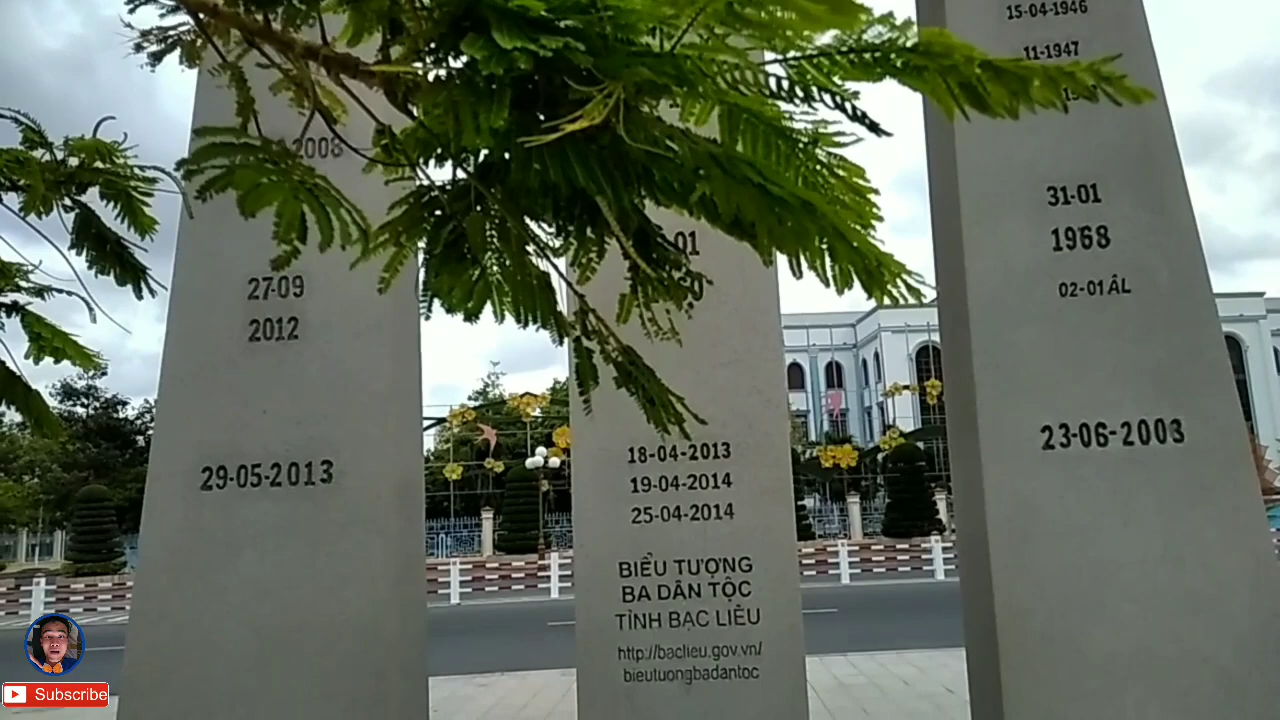 2008
27-09
2012
29-05-2013
01
18-04-2013
19-04-2014
25-04-2014
BIỂU TƯỢNG
BA DÂN TỘC
TỈNH BẠC LIÊU
http://baclieu.gov.vn/
bieutuongbadantoc
15-04-1946
11-1947
31-01
1968
02-01ÂL
23-06-2003
Subscribe